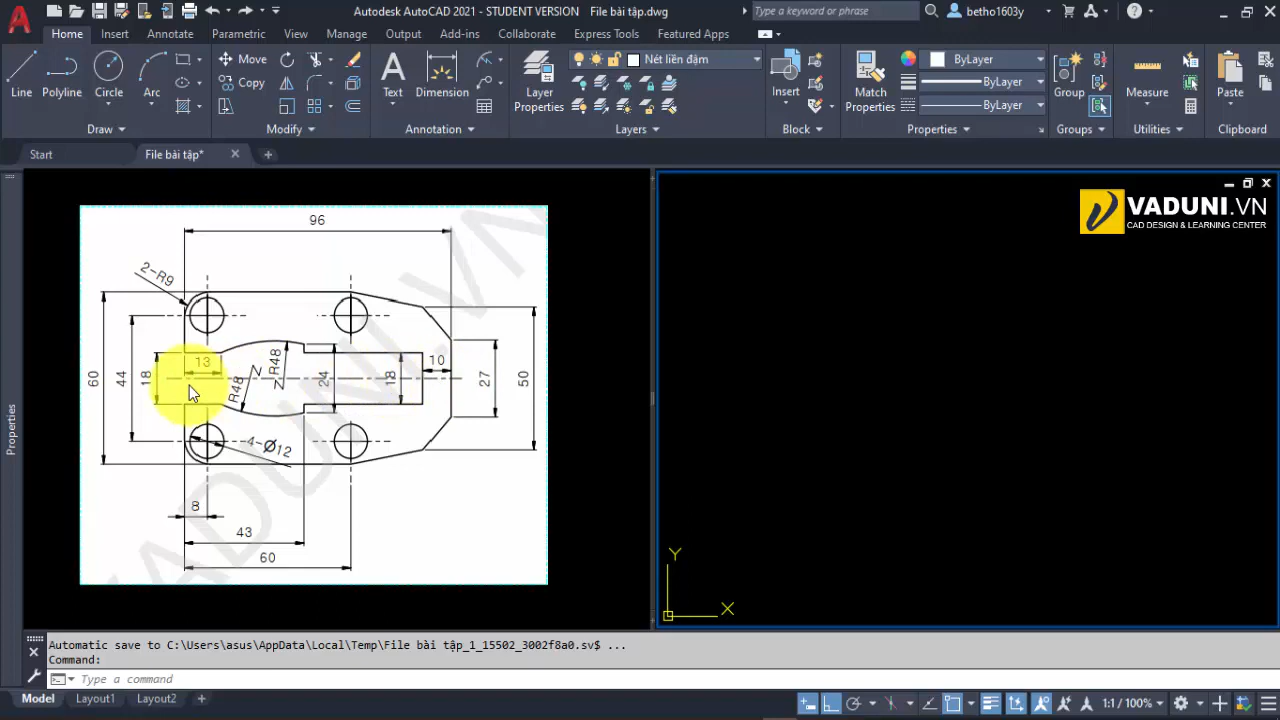 Autodesk AutoCAD 2021 - STUDENT VERSION File bài tập.dwg
Type a keyword or phrase
betho1603y
Home Insert Annotate Parametric View Manage Output Add-ins Collaborate Express Tools Featured Apps
Line Polyline Circle Arc
Move
Copy
Text Dimension
Layer Properties
Nét liền đậm
Insert
Match Properties
ByLayer
ByLayer
ByLayer
Group
Measure
Paste
Draw Modify Annotation Layers Block Properties Groups Utilities Clipboard
Start File bài tập*
Properties
VADUNI.VN
CAD DESIGN & LEARNING CENTER
96
2-R9
60
44
18
13
R48
R48
24
18
10
27
50
4-Ø12
8
43
60
VADUNI.VN
Y
X
Automatic save to C:\Users\asus\AppData\Local\Temp\File bài tập_1_15502_3002f8a0.sv$ ...
Command:
Type a command
Model Layout1 Layout2
1:1 / 100%